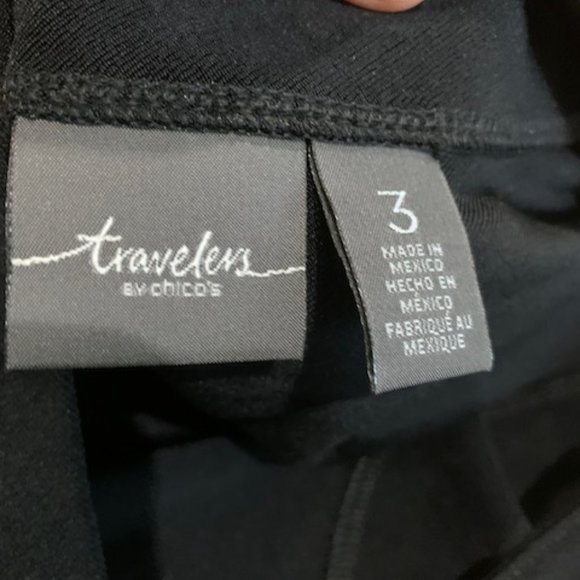 travelers
BY CHICO'S
3
MADE IN
MEXICO
HECHO EN
MÉXICO
FABRIQUÉ AU
MEXIQUE